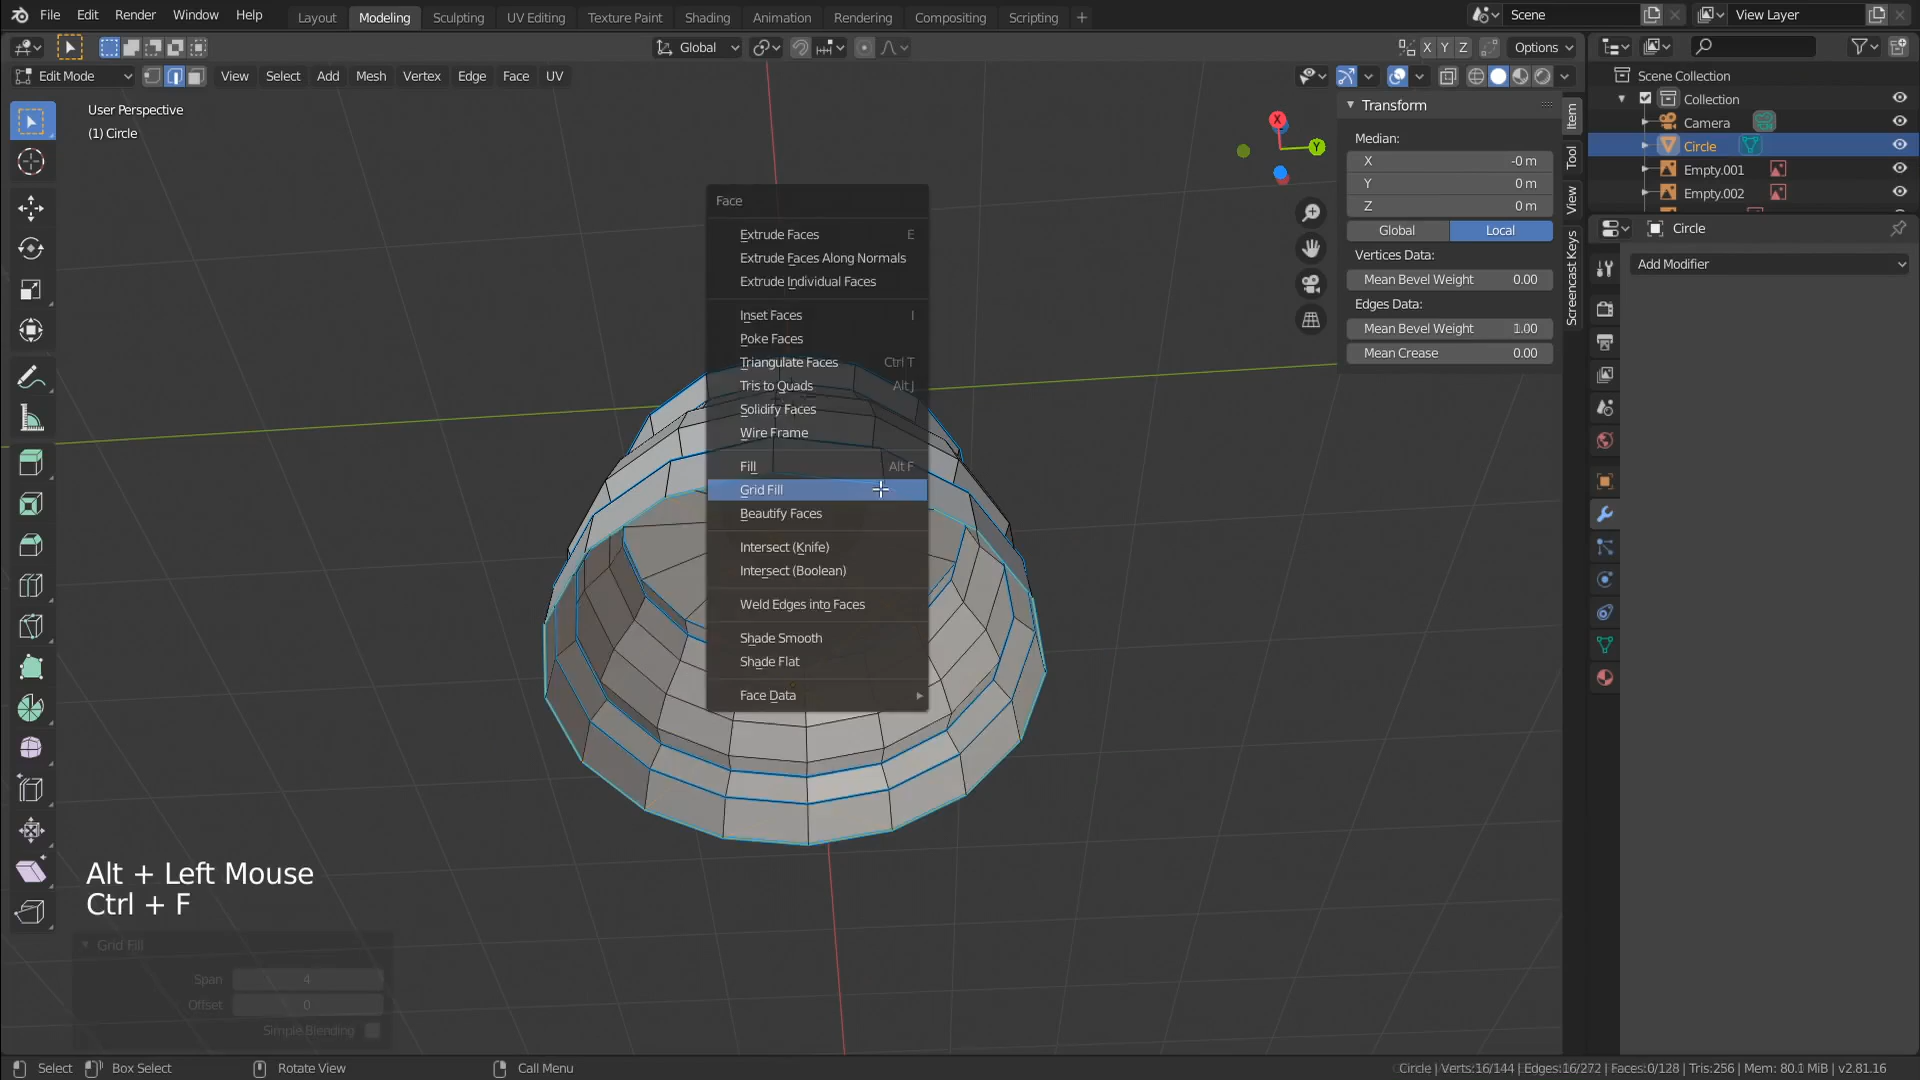 File Edit Render Window Help Layout Modeling Sculpting UV Editing Texture Paint Shading Animation Rendering Compositing Scripting + Scene View Layer
Global X Y Z Options
Edit Mode View Select Add Mesh Vertex Edge Face UV
Scene Collection
Collection
Camera
Circle
Empty.001
Empty.002
Circle
Add Modifier
User Perspective
(1) Circle
X
Y
Transform
Median:
X -0 m
Y 0 m
Z 0 m
Global Local
Vertices Data:
Mean Bevel Weight 0.00
Edges Data:
Mean Bevel Weight 1.00
Mean Crease 0.00
Item
Tool
View
Screencast Keys
Face
Extrude Faces E
Extrude Faces Along Normals
Extrude Individual Faces
Inset Faces I
Poke Faces
Triangulate Faces Ctrl T
Tris to Quads Alt J
Solidify Faces
Wire Frame
Fill Alt F
Grid Fill
Beautify Faces
Intersect (Knife)
Intersect (Boolean)
Weld Edges into Faces
Shade Smooth
Shade Flat
Face Data
Alt + Left Mouse
Ctrl + F
Grid Fill
Span 4
Offset 0
Simple Blending
Select Box Select Rotate View Call Menu
Circle | Verts:16/144 | Edges:16/272 | Faces:0/128 | Tris:256 | Mem: 80.1 MiB | v2.81.16